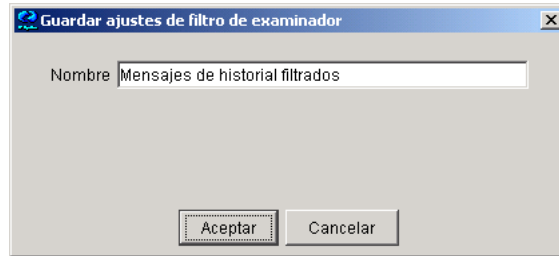 Guardar ajustes de filtro de examinador
Nombre Mensajes de historial filtrados
Aceptar Cancelar